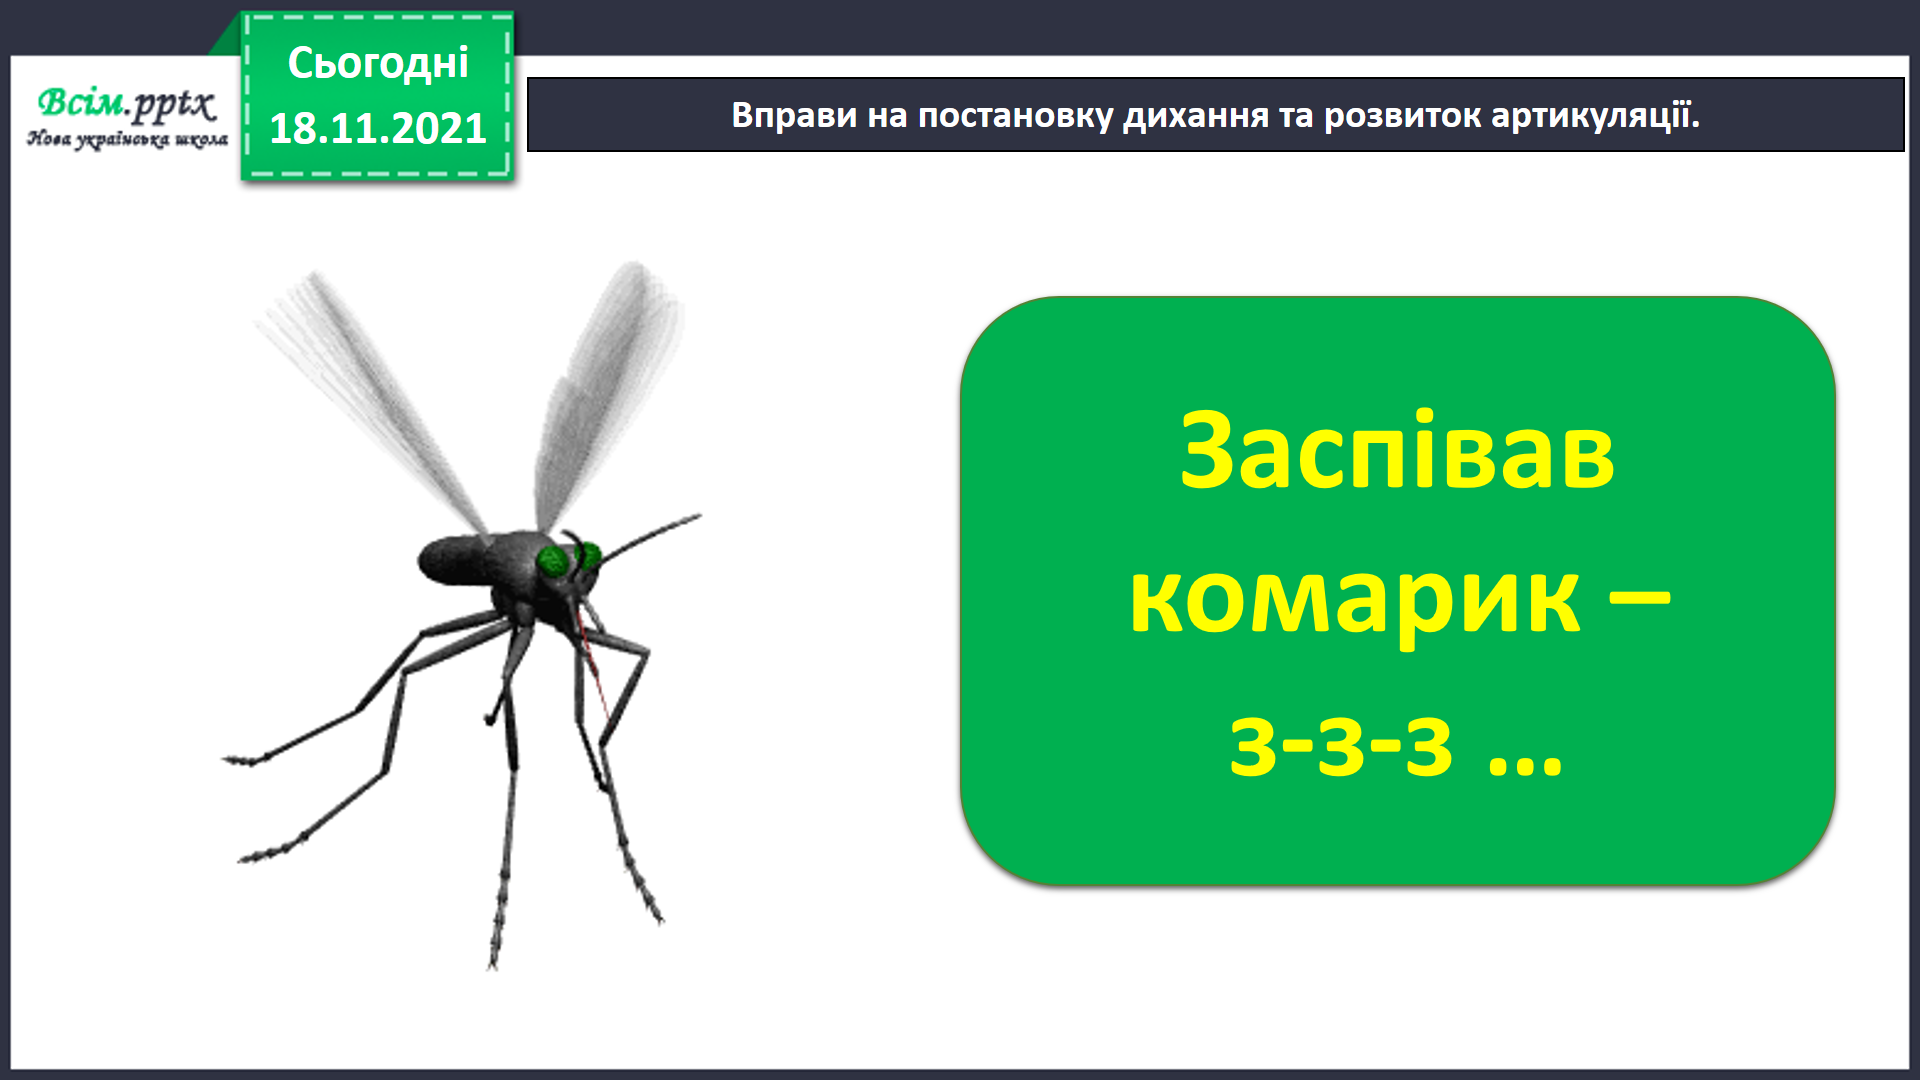 Сьогодні
18.11.2021
Всім.pptx
Нова українська школа
Вправи на постановку дихання та розвиток артикуляції.
Заспівав
комарик –
з-з-з ...